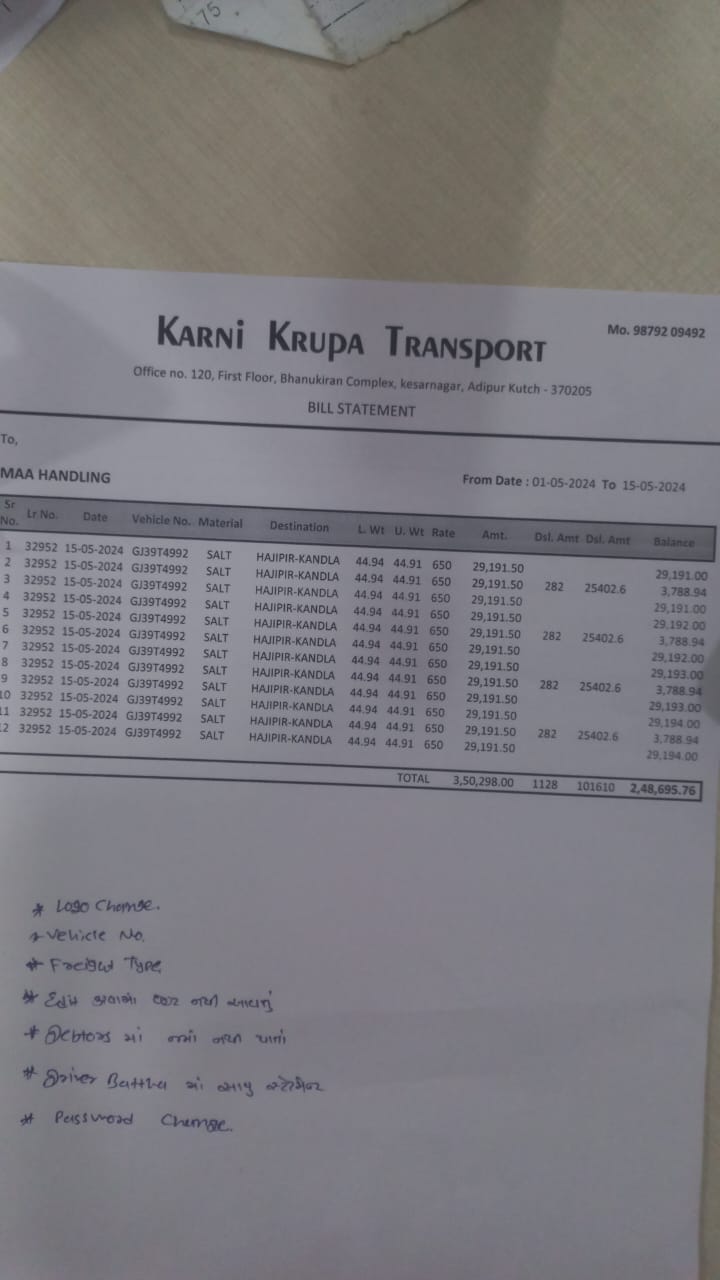 75
KARNI KRUPA TRANSPORT
Mo. 98792 09492
Office no. 120, First Floor, Bhanukiran Complex, kesarnagar, Adipur Kutch - 370205
BILL STATEMENT
To,
MAA HANDLING From Date : 01-05-2024 To 15-05-2024
Sr No. Lr No. Date Vehicle No. Material Destination L. Wt U. Wt Rate Amt. Dsl. Amt Dsl. Amt Balance
1 32952 15-05-2024 GJ39T4992 SALT HAJIPIR-KANDLA 44.94 44.91 650 29,191.50 29,191.00
2 32952 15-05-2024 GJ39T4992 SALT HAJIPIR-KANDLA 44.94 44.91 650 29,191.50 282 25402.6 3,788.94
3 32952 15-05-2024 GJ39T4992 SALT HAJIPIR-KANDLA 44.94 44.91 650 29,191.50 29,191.00
4 32952 15-05-2024 GJ39T4992 SALT HAJIPIR-KANDLA 44.94 44.91 650 29,191.50 29,192.00
5 32952 15-05-2024 GJ39T4992 SALT HAJIPIR-KANDLA 44.94 44.91 650 29,191.50 282 25402.6 3,788.94
6 32952 15-05-2024 GJ39T4992 SALT HAJIPIR-KANDLA 44.94 44.91 650 29,191.50 29,192.00
7 32952 15-05-2024 GJ39T4992 SALT HAJIPIR-KANDLA 44.94 44.91 650 29,191.50 29,193.00
8 32952 15-05-2024 GJ39T4992 SALT HAJIPIR-KANDLA 44.94 44.91 650 29,191.50 282 25402.6 3,788.94
9 32952 15-05-2024 GJ39T4992 SALT HAJIPIR-KANDLA 44.94 44.91 650 29,191.50 29,193.00
10 32952 15-05-2024 GJ39T4992 SALT HAJIPIR-KANDLA 44.94 44.91 650 29,191.50 29,194.00
11 32952 15-05-2024 GJ39T4992 SALT HAJIPIR-KANDLA 44.94 44.91 650 29,191.50 282 25402.6 3,788.94
12 32952 15-05-2024 GJ39T4992 SALT HAJIPIR-KANDLA 44.94 44.91 650 29,191.50 29,194.00
TOTAL 3,50,298.00 1128 101610 2,48,695.76
* Logo Change.
* Vehicle No.
* Freight Type
* Edit નથી
* Debtors માં નથી
* Driver Battha માં
* Password Change.